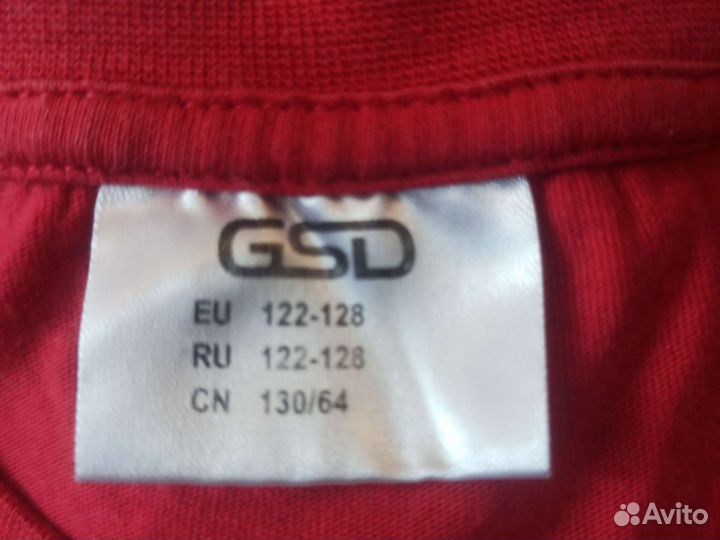 GSD
EU 122-128
RU 122-128
CN 130/64
Avito